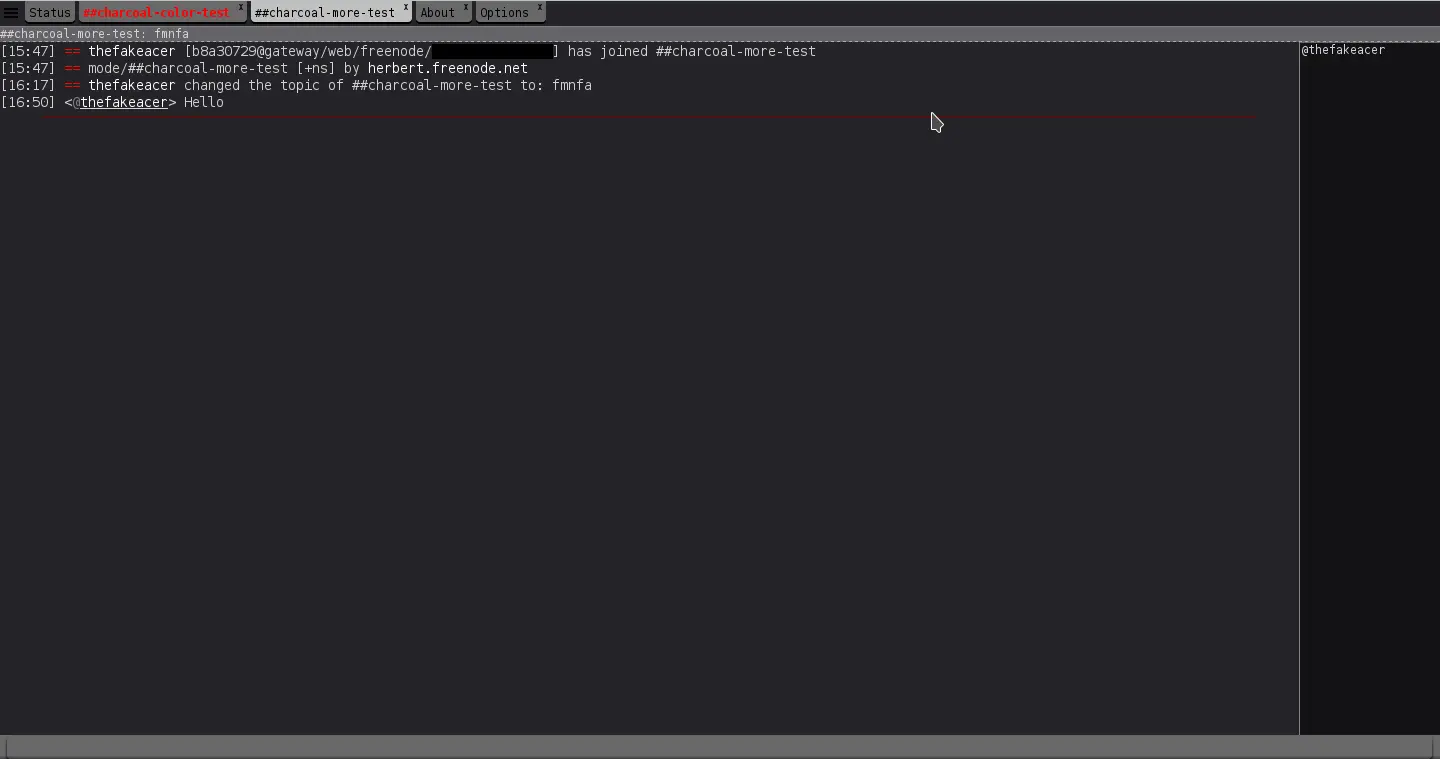 Status ##charcoal-color-test x ##charcoal-more-test x About x Options x
##charcoal-more-test: fmnfa
[15:47] == thefakeacer [b8a30729@gateway/web/freenode/ ] has joined ##charcoal-more-test
@thefakeacer
[15:47] == mode/##charcoal-more-test [+ns] by herbert.freenode.net
[16:17] == thefakeacer changed the topic of ##charcoal-more-test to: fmnfa
[16:50] <@thefakeacer> Hello